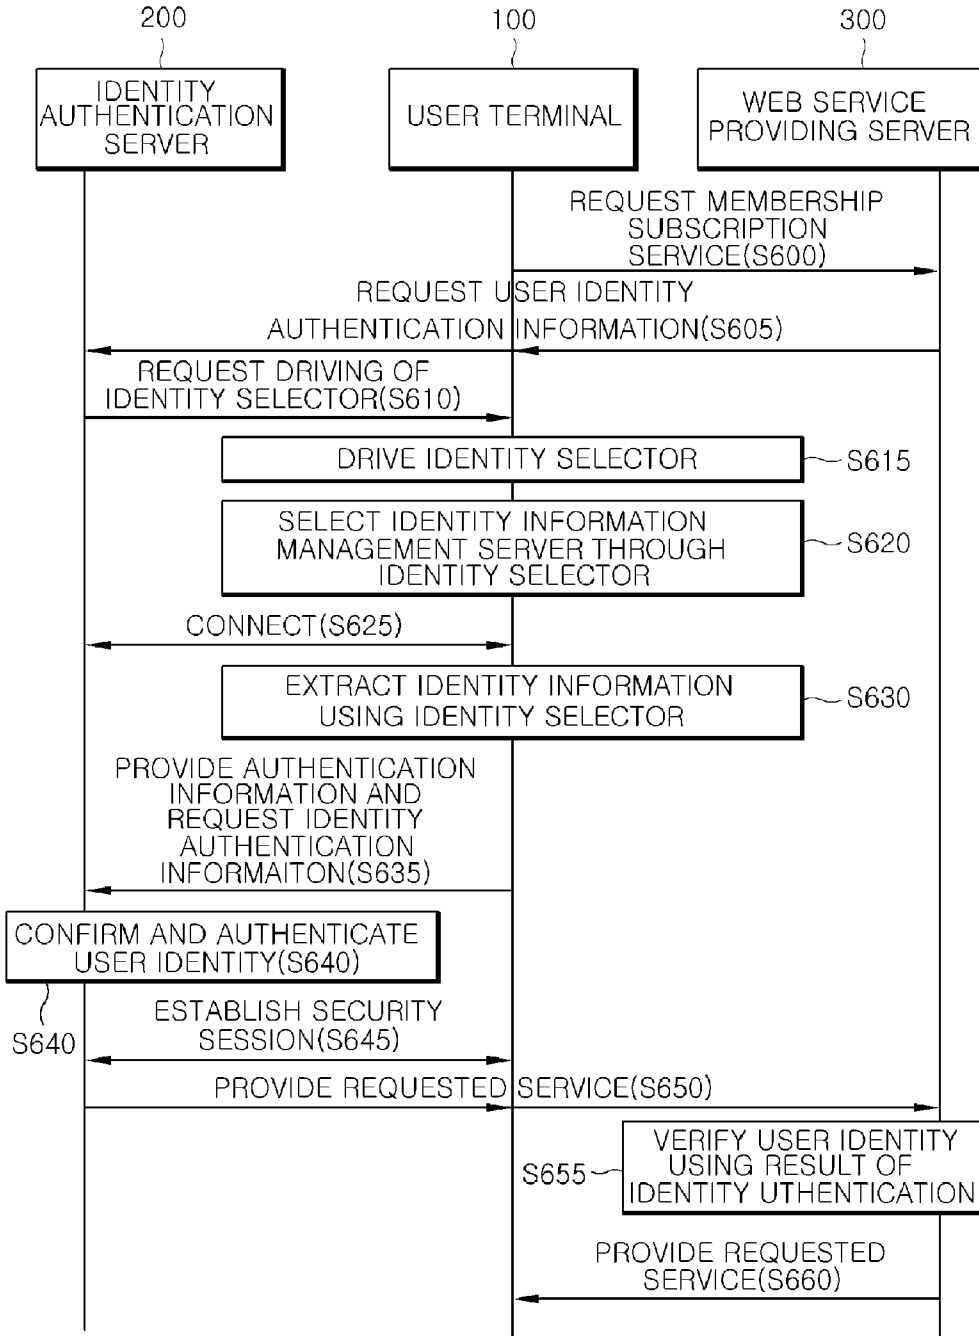 200
100
300
IDENTITY
AUTHENTICATION
SERVER
USER TERMINAL
WEB SERVICE
PROVIDING SERVER
REQUEST MEMBERSHIP
SUBSCRIPTION
SERVICE(S600)
REQUEST USER IDENTITY
AUTHENTICATION INFORMATION(S605)
REQUEST DRIVING OF
IDENTITY SELECTOR(S610)
DRIVE IDENTITY SELECTOR
S615
SELECT IDENTITY INFORMATION
MANAGEMENT SERVER THROUGH
IDENTITY SELECTOR
S620
CONNECT(S625)
EXTRACT IDENTITY INFORMATION
USING IDENTITY SELECTOR
S630
PROVIDE AUTHENTICATION
INFORMATION AND
REQUEST IDENTITY
AUTHENTICATION
INFORMAITON(S635)
CONFIRM AND AUTHENTICATE
USER IDENTITY(S640)
S640
ESTABLISH SECURITY
SESSION(S645)
PROVIDE REQUESTED SERVICE(S650)
VERIFY USER IDENTITY
USING RESULT OF
IDENTITY UTHENTICATION
S655
PROVIDE REQUESTED
SERVICE(S660)